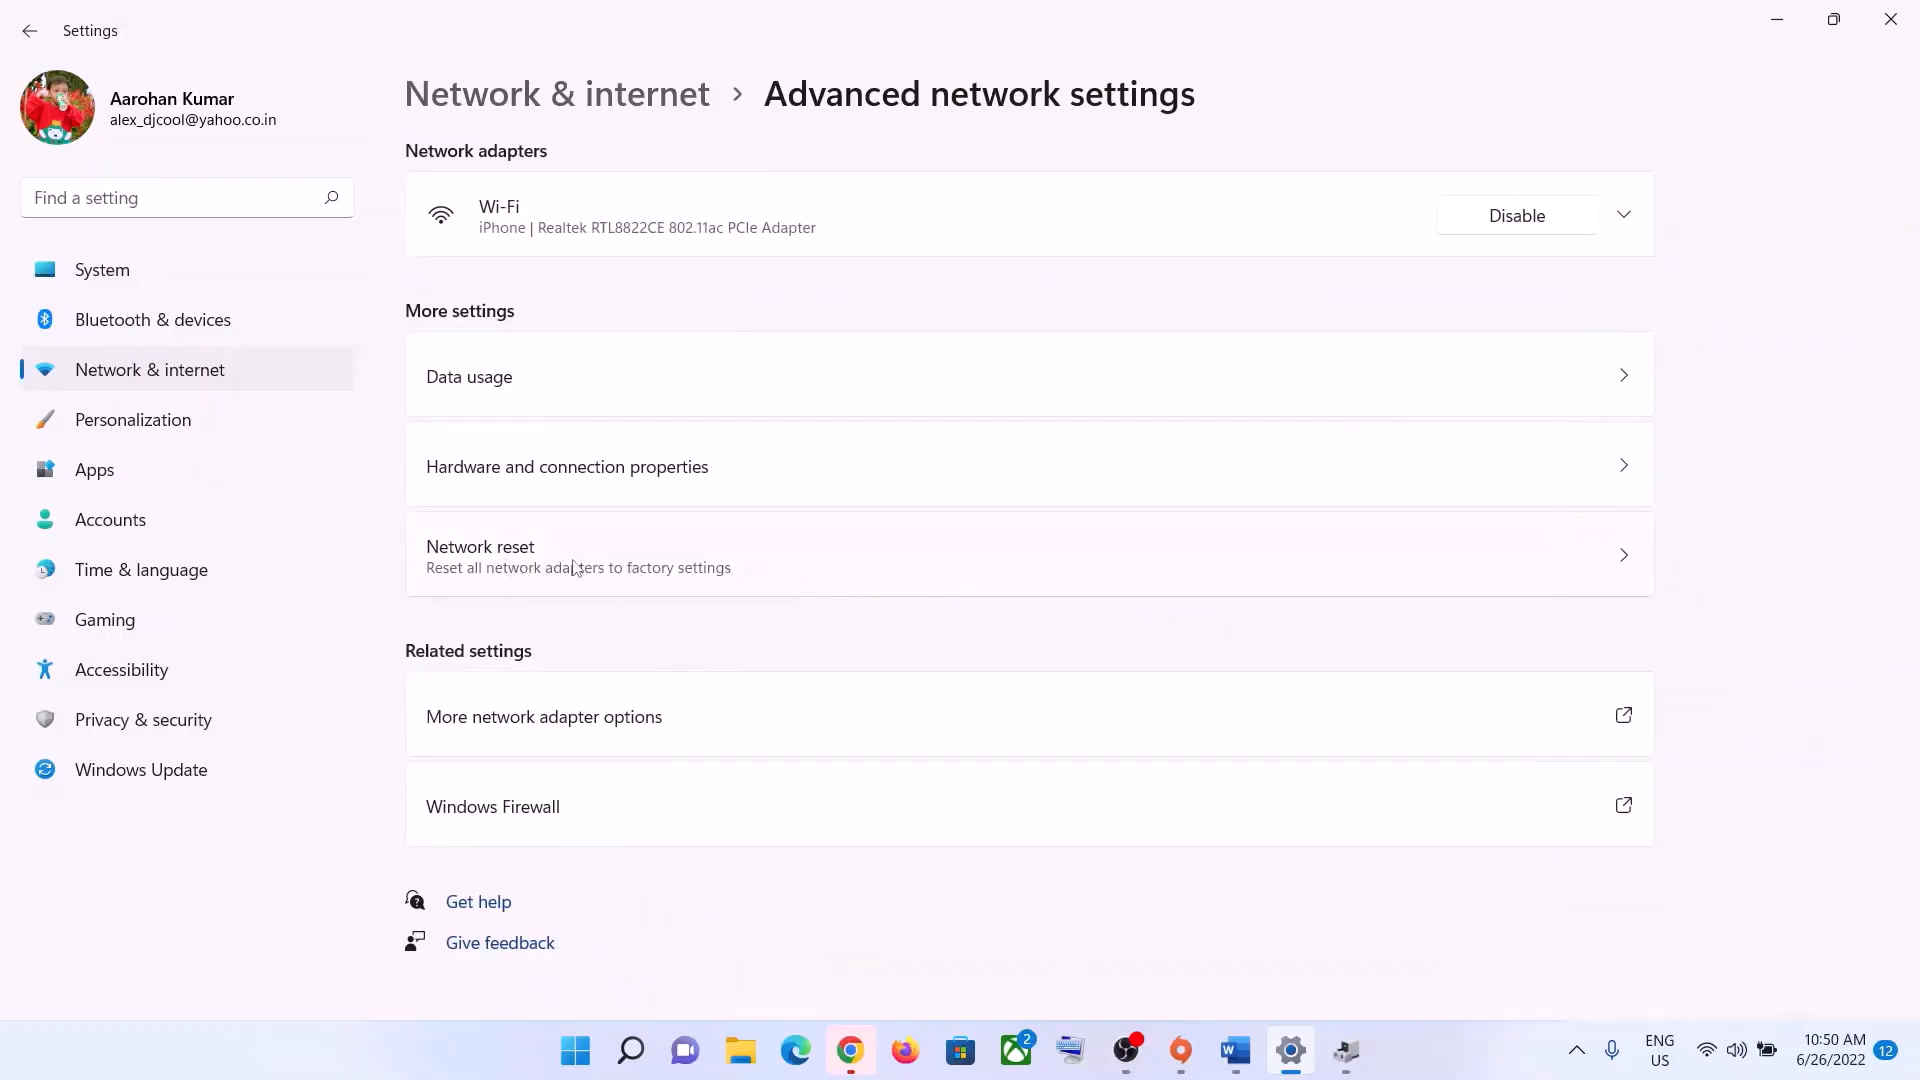 Settings
Aarohan Kumar
alex_djcool@yahoo.co.in
Find a setting
System
Bluetooth & devices
Network & internet
Personalization
Apps
Accounts
Time & language
Gaming
Accessibility
Privacy & security
Windows Update
Network & internet > Advanced network settings
Network adapters
Wi-Fi
iPhone | Realtek RTL8822CE 802.11ac PCIe Adapter
Disable
More settings
Data usage
Hardware and connection properties
Network reset
Reset all network adapters to factory settings
Related settings
More network adapter options
Windows Firewall
Get help
Give feedback
2
ENG
US
10:50 AM
6/26/2022
12